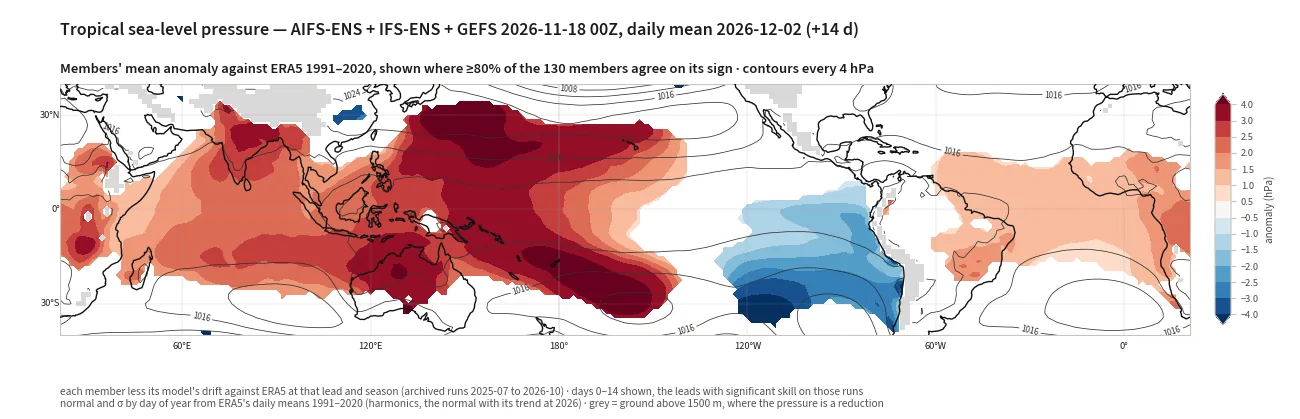 Tropical sea-level pressure — AIFS-ENS + IFS-ENS + GEFS 2026-11-18 00Z, daily mean 2026-12-02 (+14 d)
Members' mean anomaly against ERA5 1991–2020, shown where ≥80% of the 130 members agree on its sign · contours every 4 hPa
1024
1008
1016
1016
1016
1016
1016
1016
1016
1016
1016
1016
1016
30°N
0°
30°S
60°E
120°E
180°
120°W
60°W
0°
4.0
3.0
2.5
2.0
1.5
1.0
0.5
−0.5
−1.0
−1.5
−2.0
−2.5
−3.0
−4.0
anomaly (hPa)
each member less its model's drift against ERA5 at that lead and season (archived runs 2025-07 to 2026-10) · days 0–14 shown, the leads with significant skill on those runs
normal and σ by day of year from ERA5's daily means 1991–2020 (harmonics, the normal with its trend at 2026) · grey = ground above 1500 m, where the pressure is a reduction